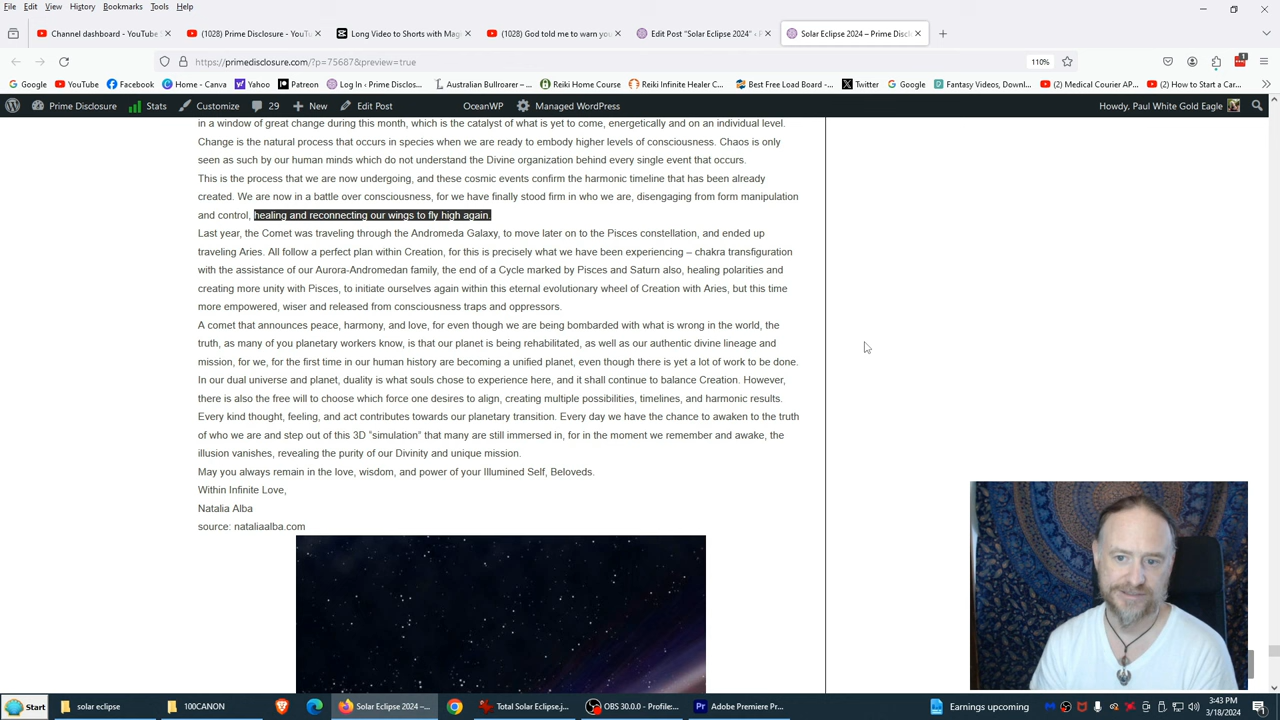 File Edit View History Bookmarks Tools Help
Channel dashboard - YouTube S
(1028) Prime Disclosure - YouTu
Long Video to Shorts with Mag
(1028) God told me to warn you
Edit Post "Solar Eclipse 2024" ‹
Solar Eclipse 2024 – Prime Discl
https://primedisclosure.com/?p=75687&preview=true
110%
1
Google YouTube Facebook Home - Canva Yahoo Patreon Log In ‹ Prime Disclos... Australian Bullroarer –... Reiki Home Course Reiki Infinite Healer C... Best Free Load Board -... Twitter Google Fantasy Videos, Downl... (2) Medical Courier AP... (2) How to Start a Car...
Prime Disclosure Stats Customize 29 New Edit Post OceanWP Managed WordPress Howdy, Paul White Gold Eagle
in a window of great change during this month, which is the catalyst of what is yet to come, energetically and on an individual level.
Change is the natural process that occurs in species when we are ready to embody higher levels of consciousness. Chaos is only
seen as such by our human minds which do not understand the Divine organization behind every single event that occurs.
This is the process that we are now undergoing, and these cosmic events confirm the harmonic timeline that has been already
created. We are now in a battle over consciousness, for we have finally stood firm in who we are, disengaging from form manipulation
and control, healing and reconnecting our wings to fly high again.
Last year, the Comet was traveling through the Andromeda Galaxy, to move later on to the Pisces constellation, and ended up
traveling Aries. All follow a perfect plan within Creation, for this is precisely what we have been experiencing – chakra transfiguration
with the assistance of our Aurora-Andromedan family, the end of a Cycle marked by Pisces and Saturn also, healing polarities and
creating more unity with Pisces, to initiate ourselves again within this eternal evolutionary wheel of Creation with Aries, but this time
more empowered, wiser and released from consciousness traps and oppressors.
A comet that announces peace, harmony, and love, for even though we are being bombarded with what is wrong in the world, the
truth, as many of you planetary workers know, is that our planet is being rehabilitated, as well as our authentic divine lineage and
mission, for we, for the first time in our human history are becoming a unified planet, even though there is yet a lot of work to be done.
In our dual universe and planet, duality is what souls chose to experience here, and it shall continue to balance Creation. However,
there is also the free will to choose which force one desires to align, creating multiple possibilities, timelines, and harmonic results.
Every kind thought, feeling, and act contributes towards our planetary transition. Every day we have the chance to awaken to the truth
of who we are and step out of this 3D "simulation" that many are still immersed in, for in the moment we remember and awake, the
illusion vanishes, revealing the purity of our Divinity and unique mission.
May you always remain in the love, wisdom, and power of your Illumined Self, Beloveds.
Within Infinite Love,
Natalia Alba
source: nataliaalba.com
Start solar eclipse 100CANON Solar Eclipse 2024 –... Total Solar Eclipse.j... OBS 30.0.0 - Profile:... Adobe Premiere Pr... Earnings upcoming 3:43 PM
3/18/2024